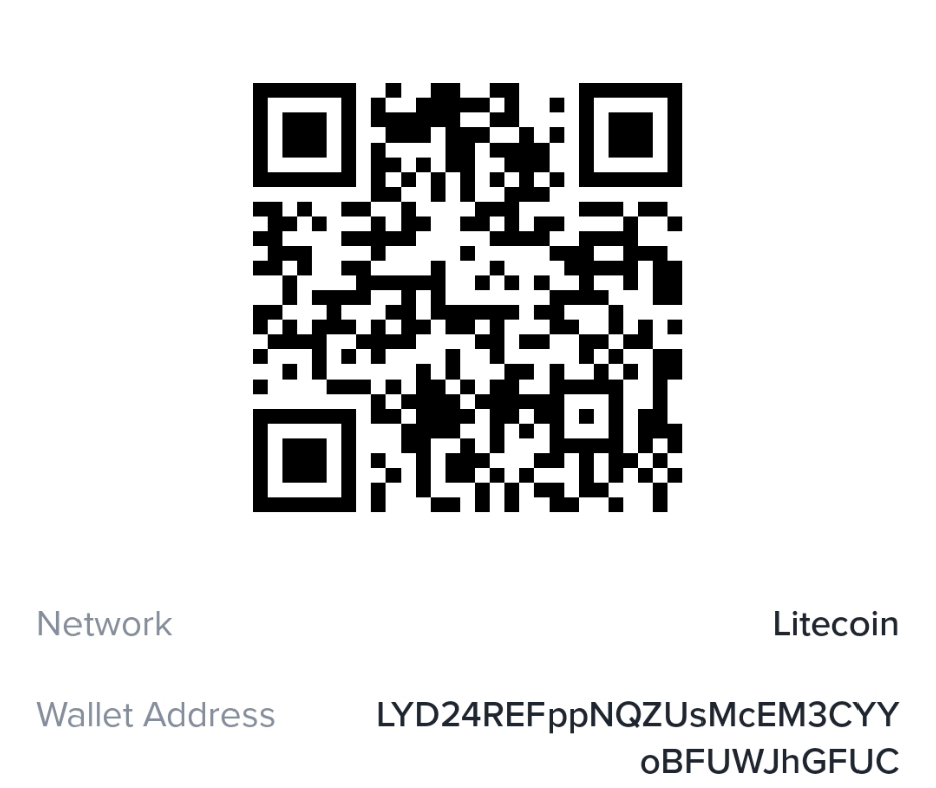 Network
Litecoin
Wallet Address
LYD24REFppNQZUsMcEM3CYY
oBFUWJhGFUC